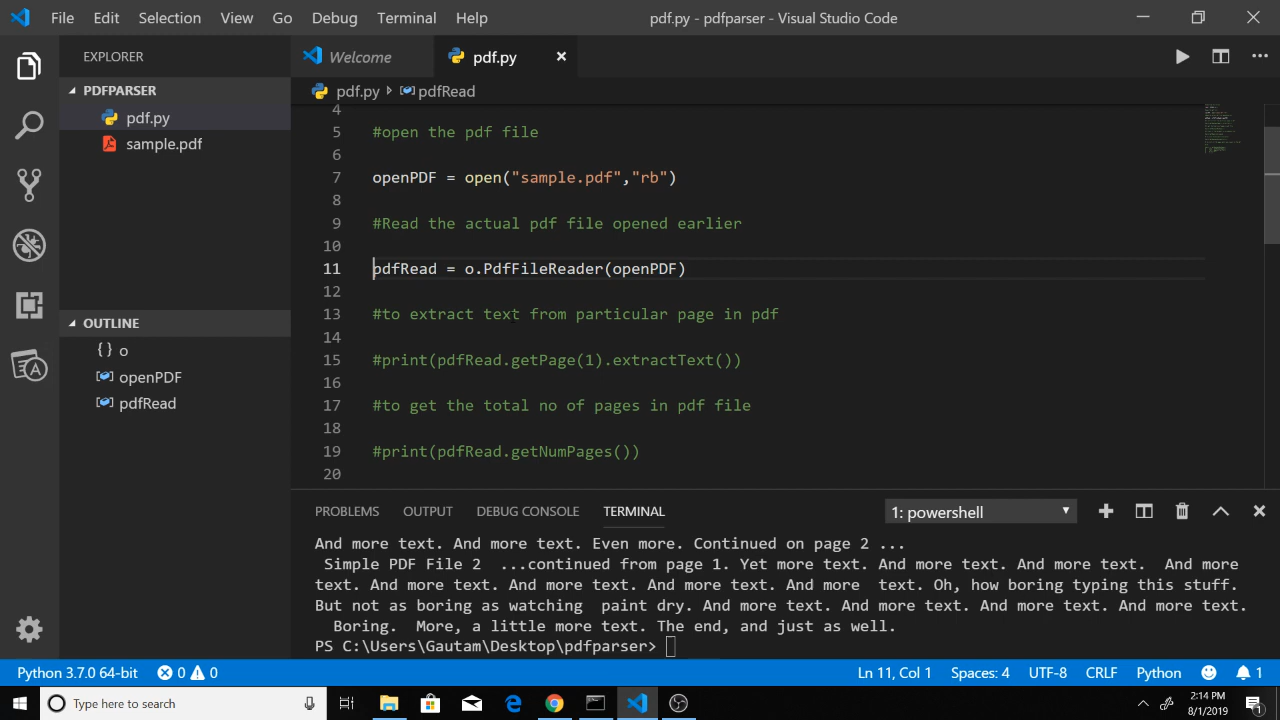 File Edit Selection View Go Debug Terminal Help pdf.py - pdfparser - Visual Studio Code
EXPLORER
PDFPARSER
pdf.py
sample.pdf
OUTLINE
{ } o
openPDF
pdfRead
Welcome pdf.py
pdf.py pdfRead
4
5 #open the pdf file
6
7 openPDF = open("sample.pdf","rb")
8
9 #Read the actual pdf file opened earlier
10
11 pdfRead = o.PdfFileReader(openPDF)
12
13 #to extract text from particular page in pdf
14
15 #print(pdfRead.getPage(1).extractText())
16
17 #to get the total no of pages in pdf file
18
19 #print(pdfRead.getNumPages())
20
PROBLEMS OUTPUT DEBUG CONSOLE TERMINAL 1: powershell
And more text. And more text. Even more. Continued on page 2 ...
Simple PDF File 2 ...continued from page 1. Yet more text. And more text. And more text. And more
text. And more text. And more text. And more text. And more text. Oh, how boring typing this stuff.
But not as boring as watching paint dry. And more text. And more text. And more text. And more text.
Boring. More, a little more text. The end, and just as well.
PS C:\Users\Gautam\Desktop\pdfparser>
Python 3.7.0 64-bit 0 0 Ln 11, Col 1 Spaces: 4 UTF-8 CRLF Python 1
Type here to search 2:14 PM
8/1/2019 1